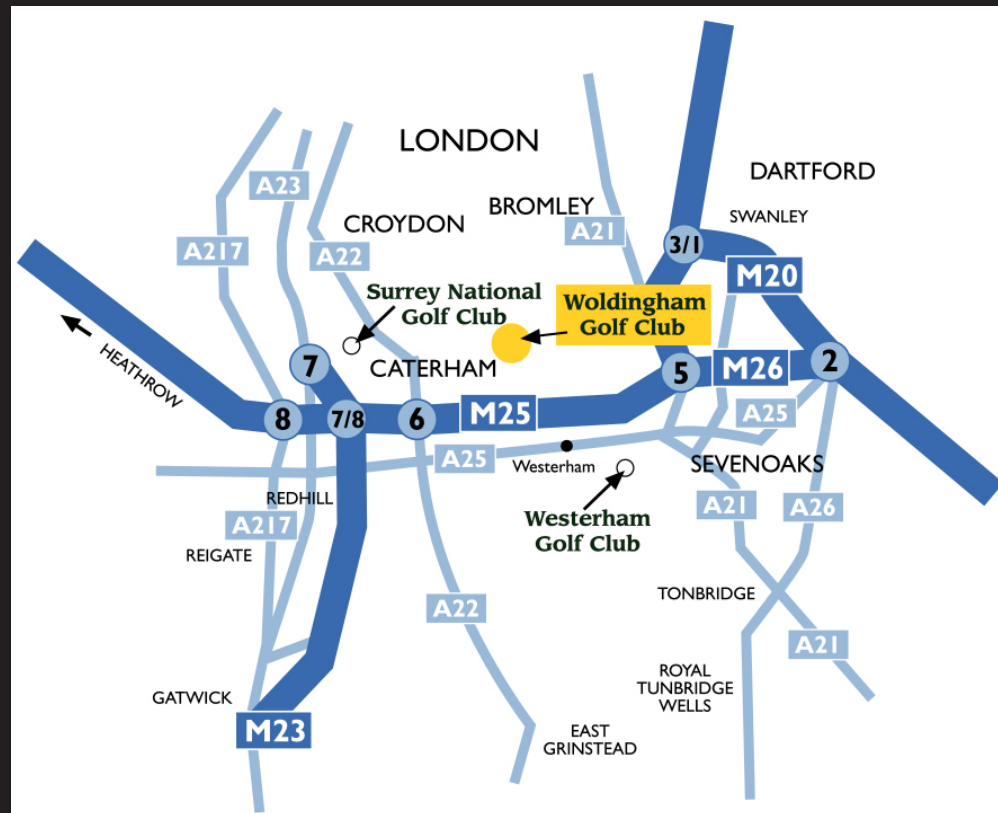 LONDON
DARTFORD
A23
BROMLEY
SWANLEY
CROYDON
A21
A217
A22
3/1
M20
Surrey National
Golf Club
Woldingham
Golf Club
HEATHROW
7
CATERHAM
5
M26
2
8
7/8
6
M25
A25
A25
Westerham
SEVENOAKS
REDHILL
A217
Westerham
Golf Club
A21
A26
REIGATE
TONBRIDGE
A22
A21
GATWICK
ROYAL
TUNBRIDGE
WELLS
M23
EAST
GRINSTEAD